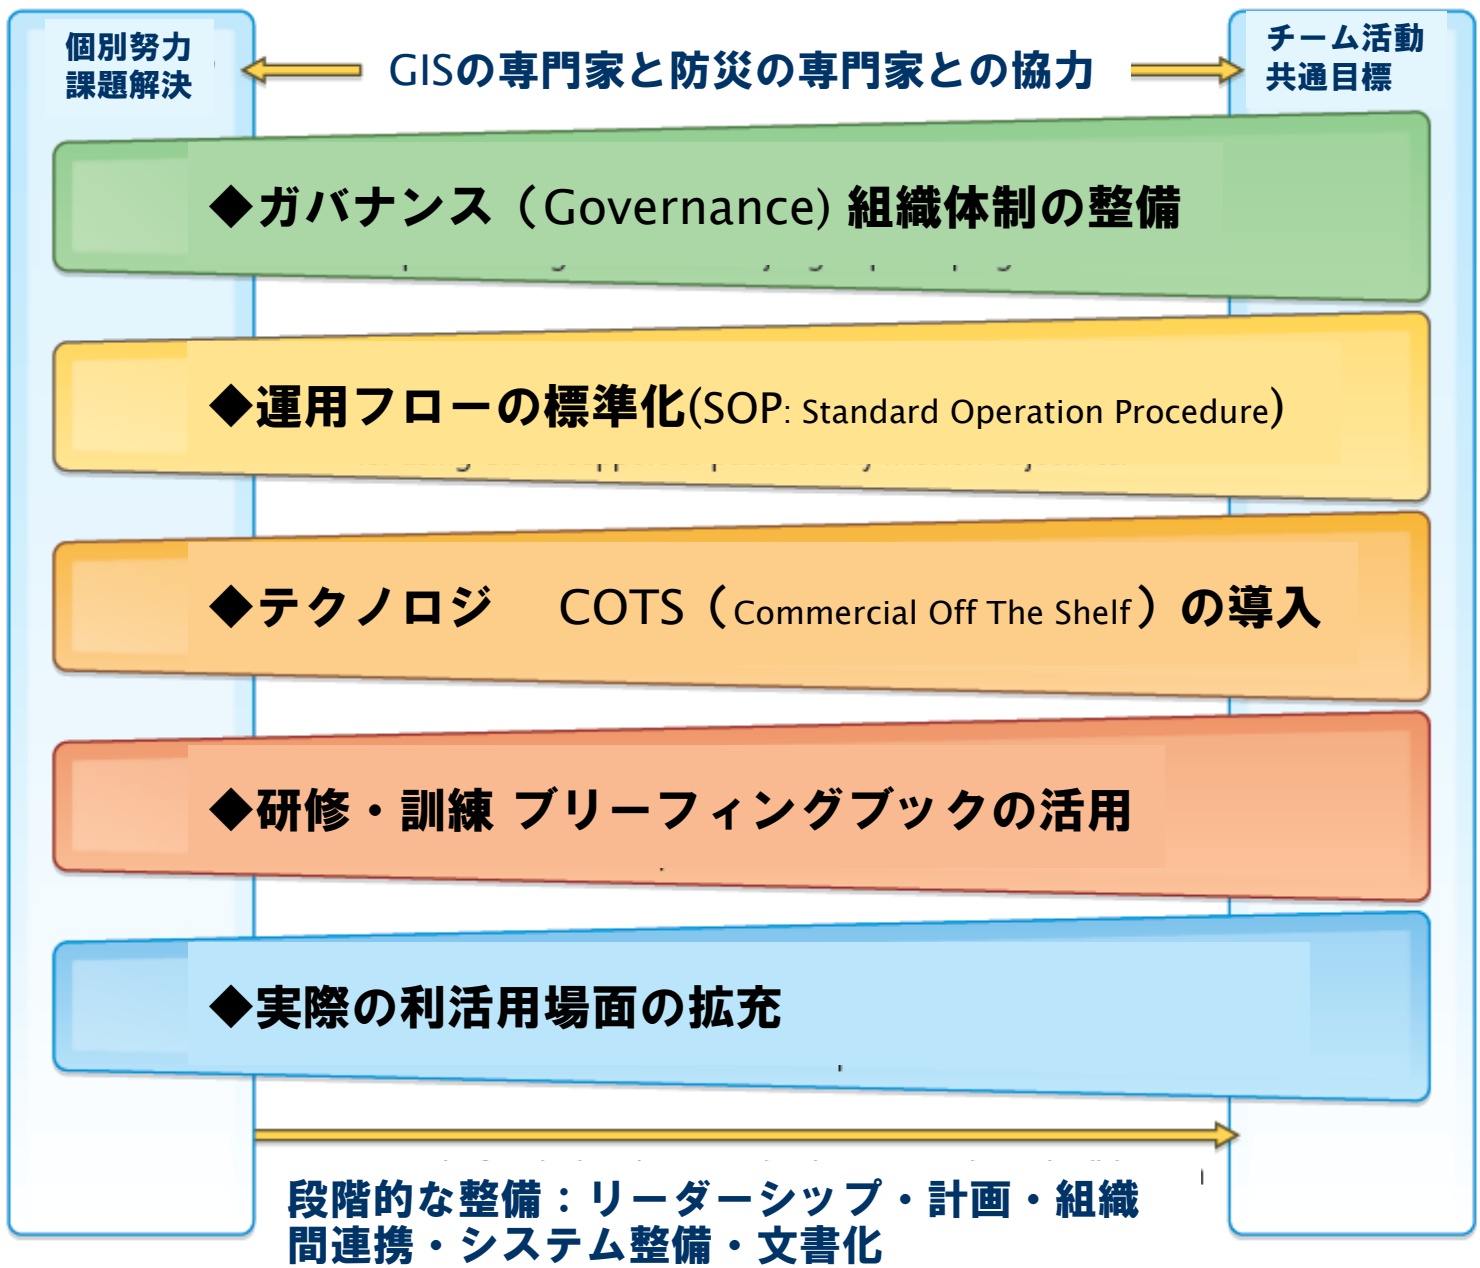 個別努力
課題解決
GISの専門家と防災の専門家との協力
チーム活動
共通目標
◆ガバナンス（Governance) 組織体制の整備
◆運用フローの標準化(SOP: Standard Operation Procedure)
◆テクノロジ　COTS（Commercial Off The Shelf）の導入
◆研修・訓練 ブリーフィングブックの活用
◆実際の利活用場面の拡充
段階的な整備：リーダーシップ・計画・組織
間連携・システム整備・文書化